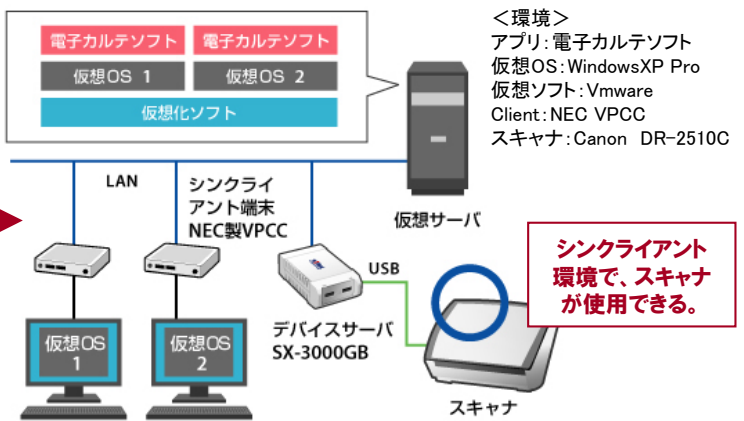 電子カルテソフト 電子カルテソフト
仮想OS 1 仮想OS 2
仮想化ソフト
<環境>
アプリ:電子カルテソフト
仮想OS:WindowsXP Pro
仮想ソフト:Vmware
Client:NEC VPCC
スキャナ:Canon DR-2510C
LAN
シンクライ
アント端末
NEC製VPCC
仮想サーバ
USB
シンクライアント
環境で、スキャナ
が使用できる。
デバイスサーバ
SX-3000GB
仮想OS
1
仮想OS
2
スキャナ